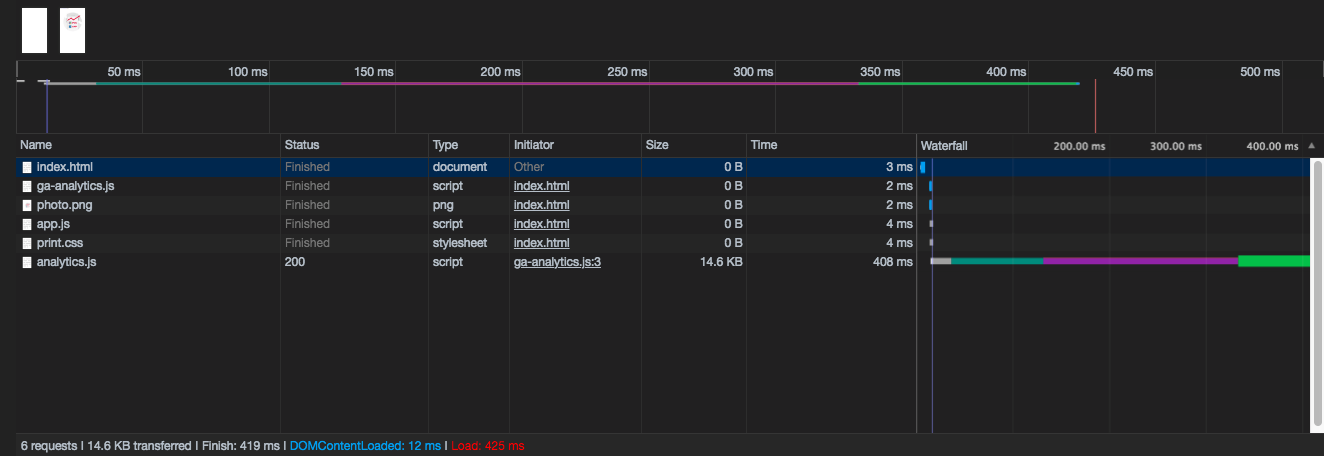 50 ms 100 ms 150 ms 200 ms 250 ms 300 ms 350 ms 400 ms 450 ms 500 ms
Name Status Type Initiator Size Time Waterfall 200.00 ms 300.00 ms 400.00 ms
index.html Finished document Other 0 B 3 ms
ga-analytics.js Finished script index.html 0 B 2 ms
photo.png Finished png index.html 0 B 2 ms
app.js Finished script index.html 0 B 4 ms
print.css Finished stylesheet index.html 0 B 4 ms
analytics.js 200 script ga-analytics.js:3 14.6 KB 408 ms
6 requests | 14.6 KB transferred | Finish: 419 ms | DOMContentLoaded: 12 ms | Load: 425 ms